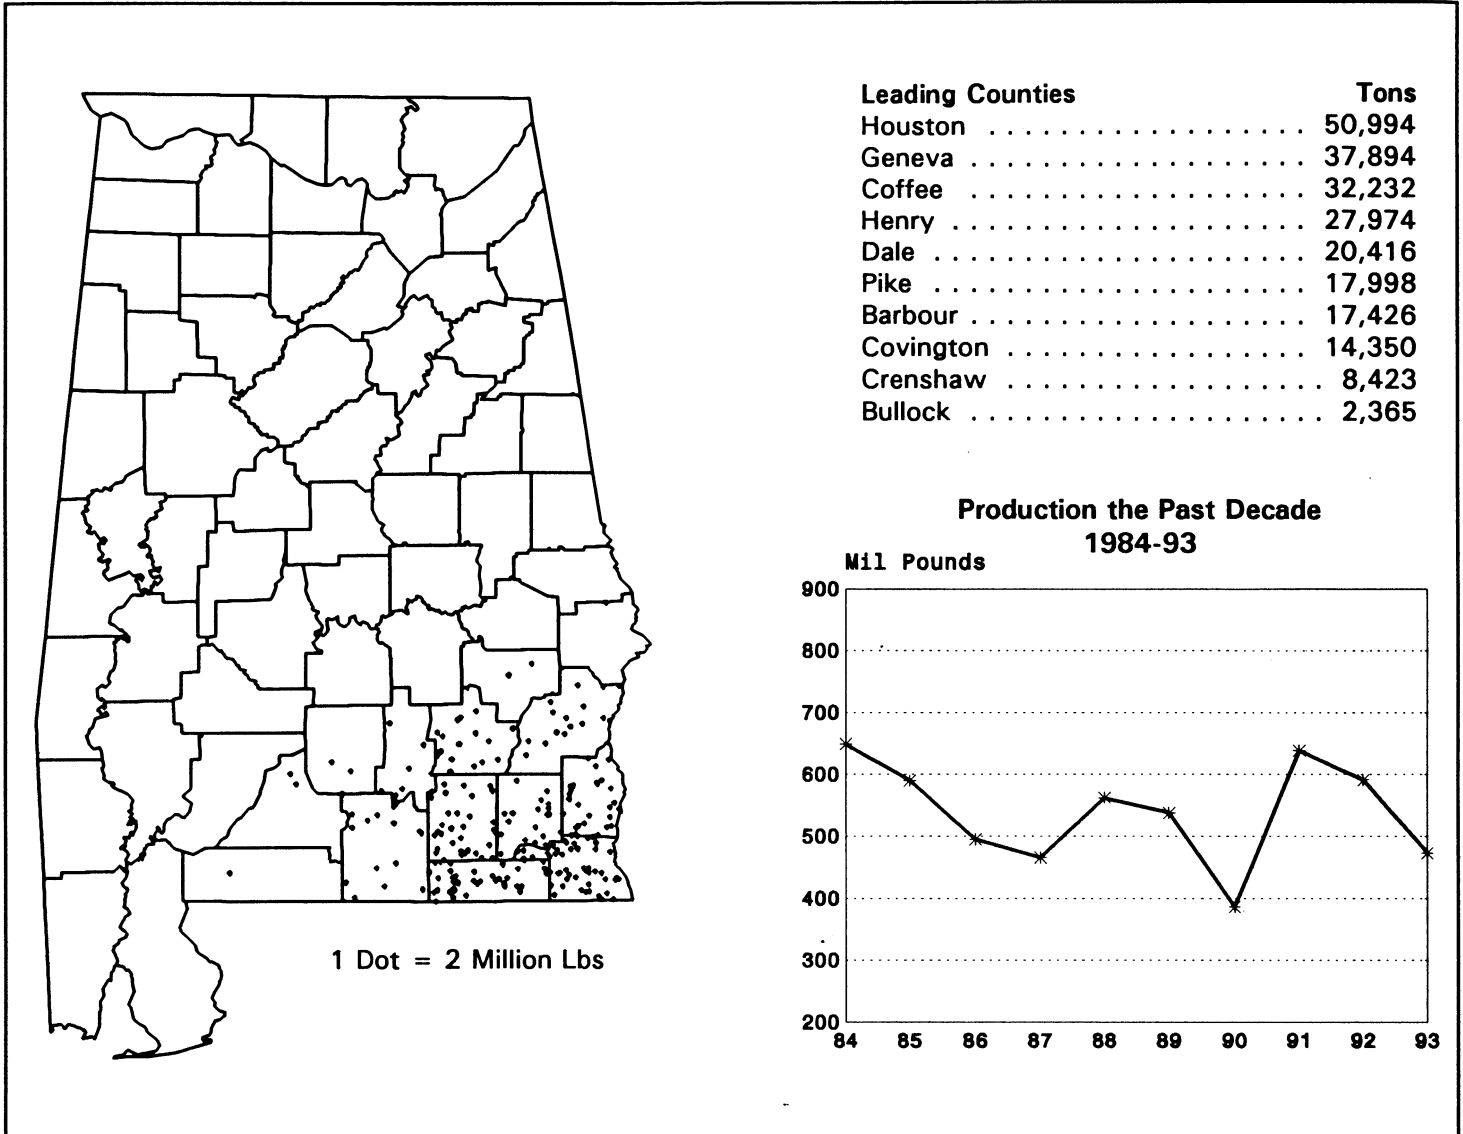 Leading Counties Tons
Houston . . . . . . . . . . . . . . . . . . 50,994
Geneva . . . . . . . . . . . . . . . . . . . 37,894
Coffee . . . . . . . . . . . . . . . . . . . 32,232
Henry . . . . . . . . . . . . . . . . . . . . 27,974
Dale . . . . . . . . . . . . . . . . . . . . . 20,416
Pike . . . . . . . . . . . . . . . . . . . . . 17,998
Barbour . . . . . . . . . . . . . . . . . . . 17,426
Covington . . . . . . . . . . . . . . . . . 14,350
Crenshaw . . . . . . . . . . . . . . . . . . 8,423
Bullock . . . . . . . . . . . . . . . . . . . . 2,365
Production the Past Decade
1984-93
Mil Pounds
900
800
700
600
500
400
300
200
84 85 86 87 88 89 90 91 92 93
1 Dot = 2 Million Lbs